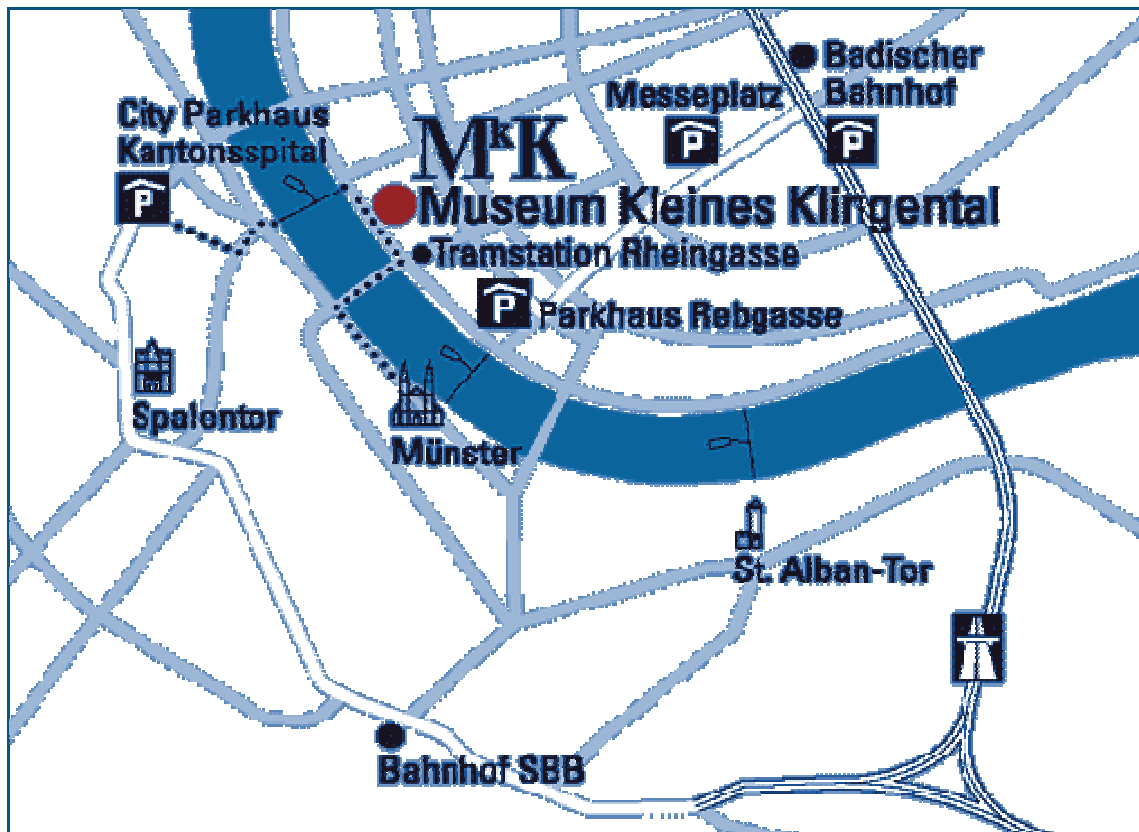 Badischer
Bahnhof
Messeplatz
P
P
City Parkhaus
Kantonsspital
P
MkK
Museum Kleines Klingental
Tramstation Rheingasse
P
Parkhaus Rebgasse
Spalentor
Münster
St. Alban-Tor
Bahnhof SBB